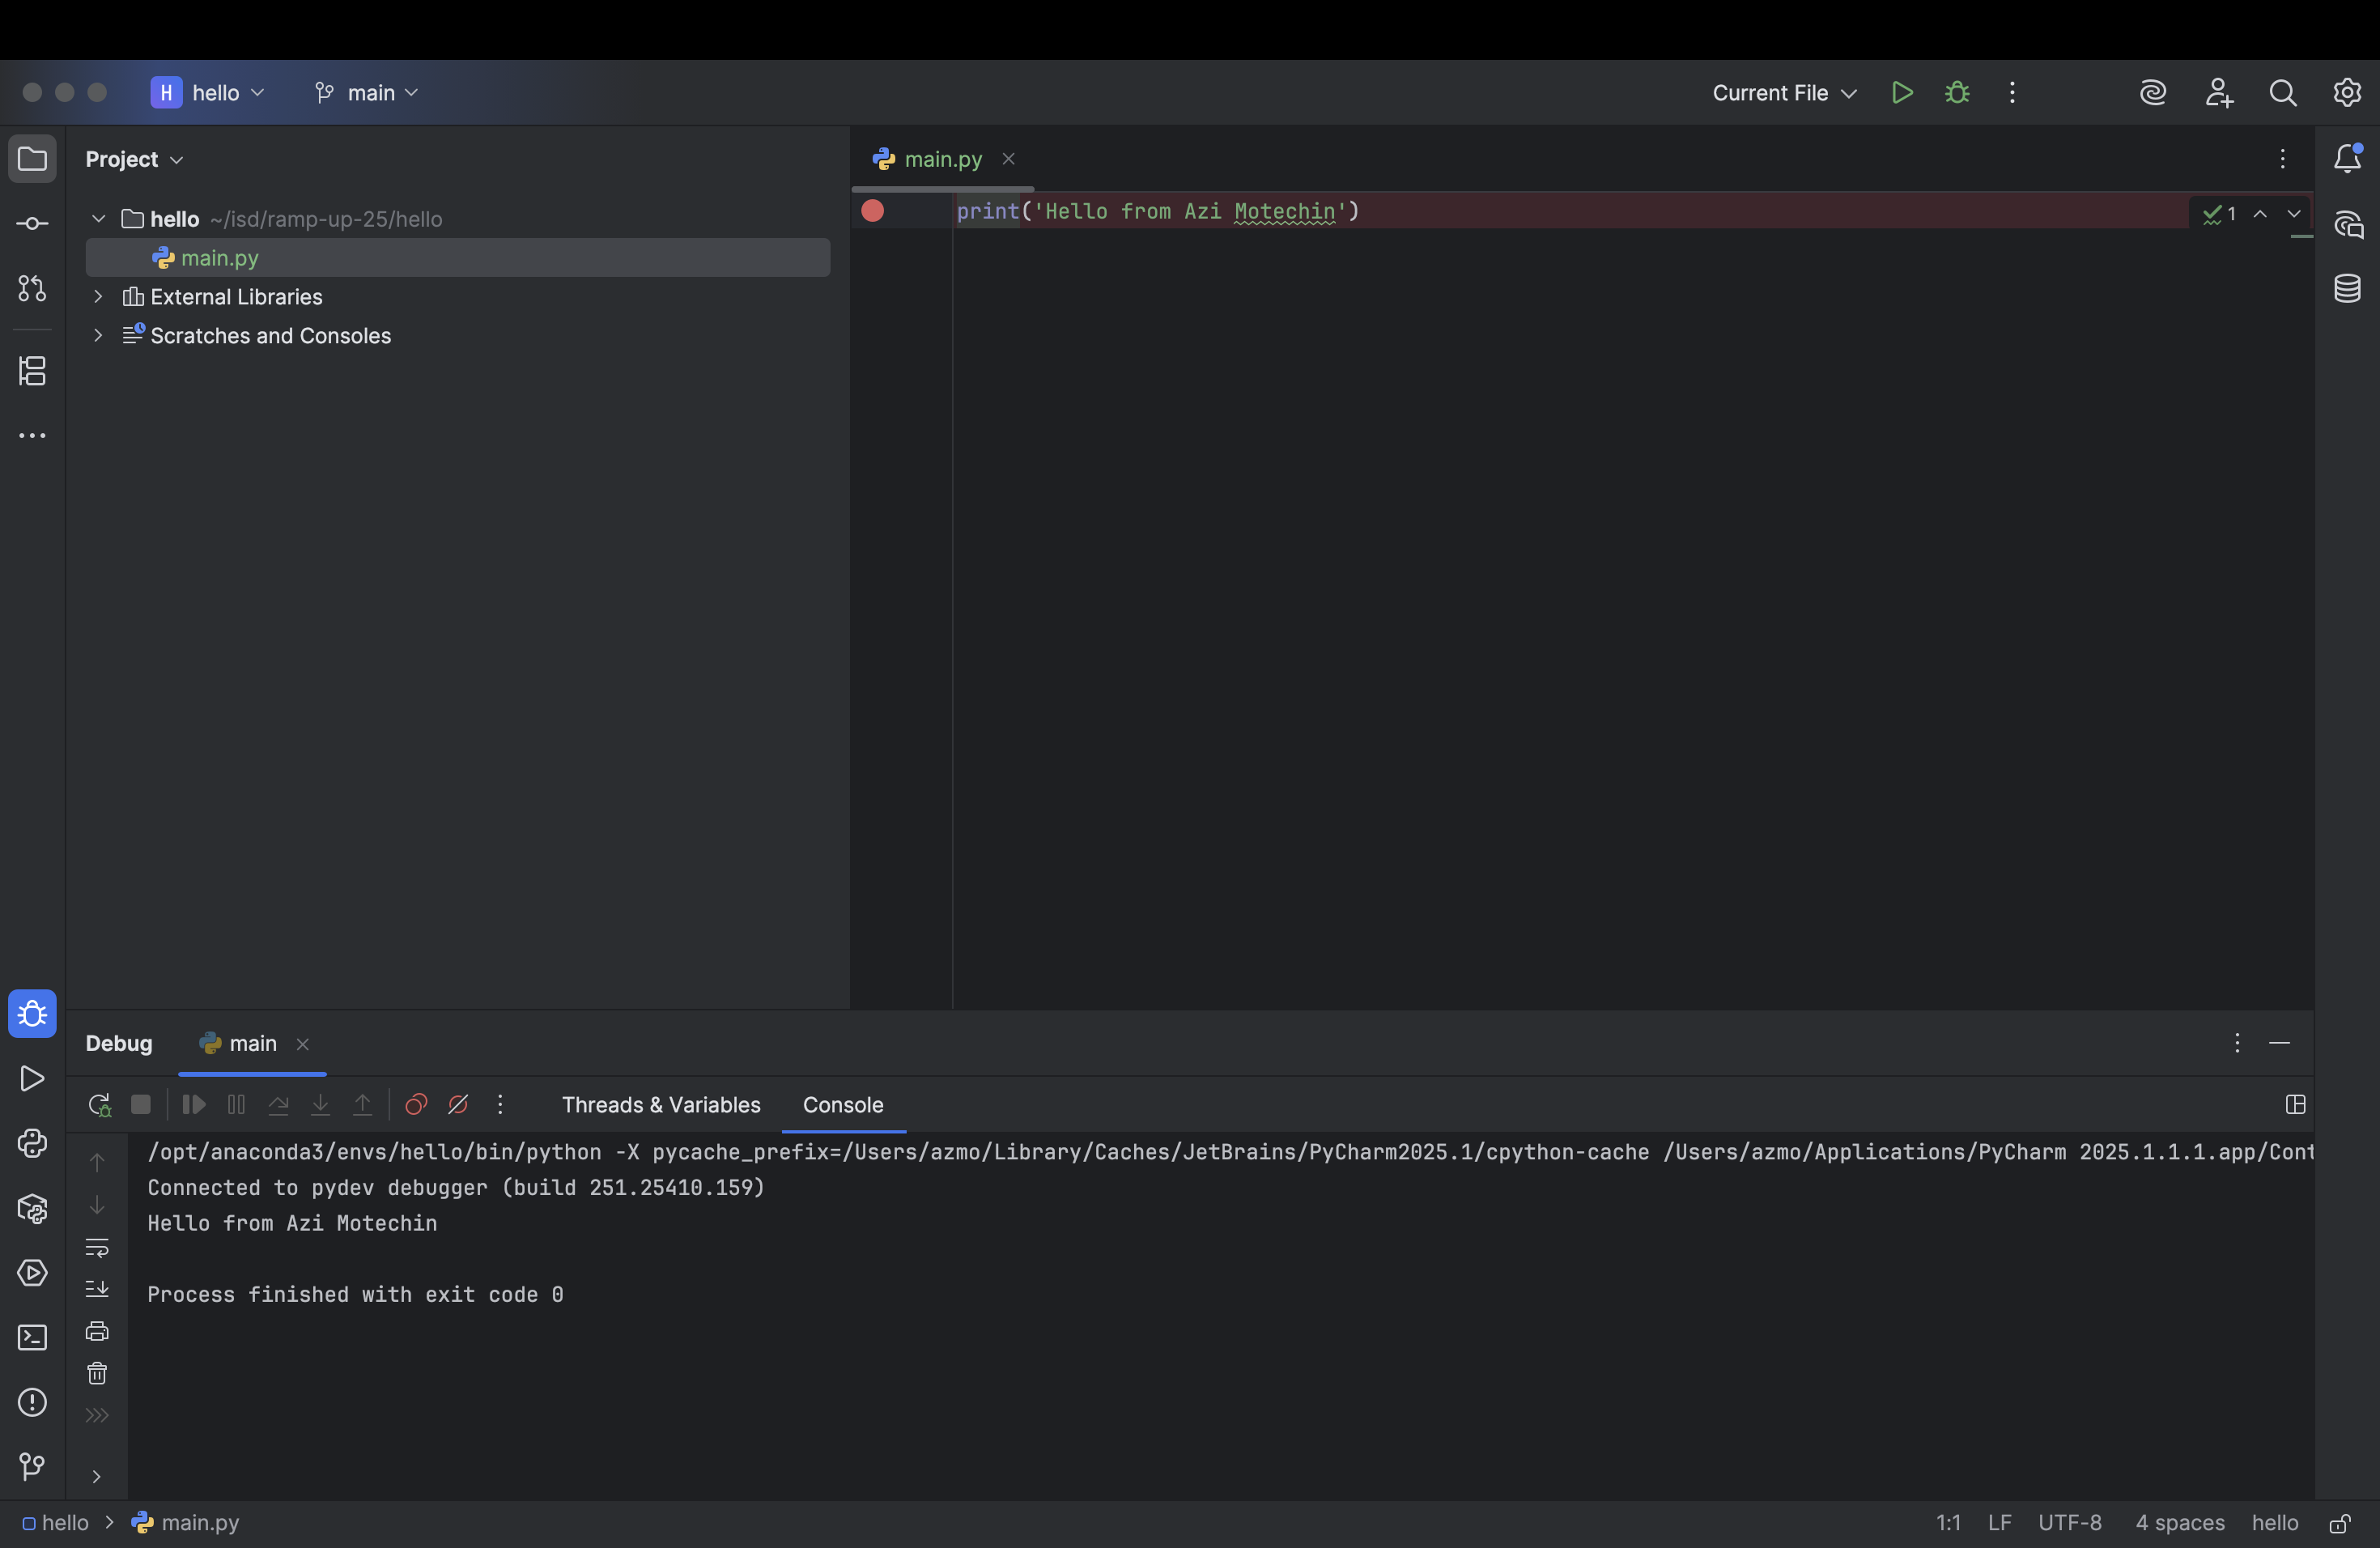 H hello main Current File
Project
hello ~/isd/ramp-up-25/hello
main.py
External Libraries
Scratches and Consoles
main.py
print('Hello from Azi Motechin')
1
Debug main
Threads & Variables Console
/opt/anaconda3/envs/hello/bin/python -X pycache_prefix=/Users/azmo/Library/Caches/JetBrains/PyCharm2025.1/cpython-cache /Users/azmo/Applications/PyCharm 2025.1.1.1.app/Cont
Connected to pydev debugger (build 251.25410.159)
Hello from Azi Motechin
Process finished with exit code 0
hello > main.py 1:1 LF UTF-8 4 spaces hello